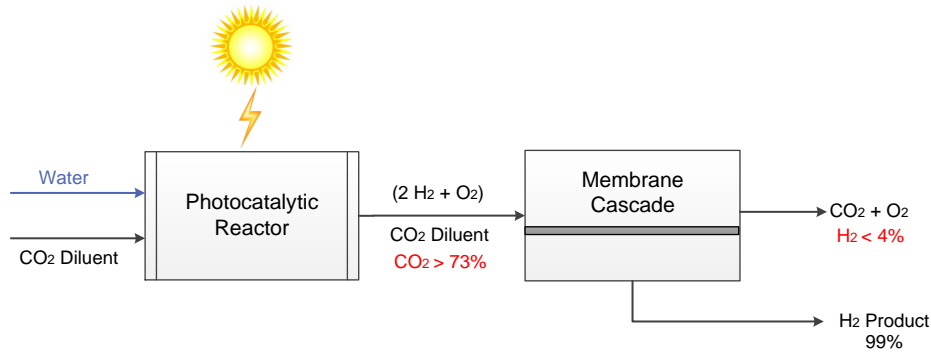 Water
CO2 Diluent
Photocatalytic
Reactor
(2 H2 + O2)
CO2 Diluent
CO2 > 73%
Membrane
Cascade
CO2 + O2
H2 < 4%
H2 Product
99%